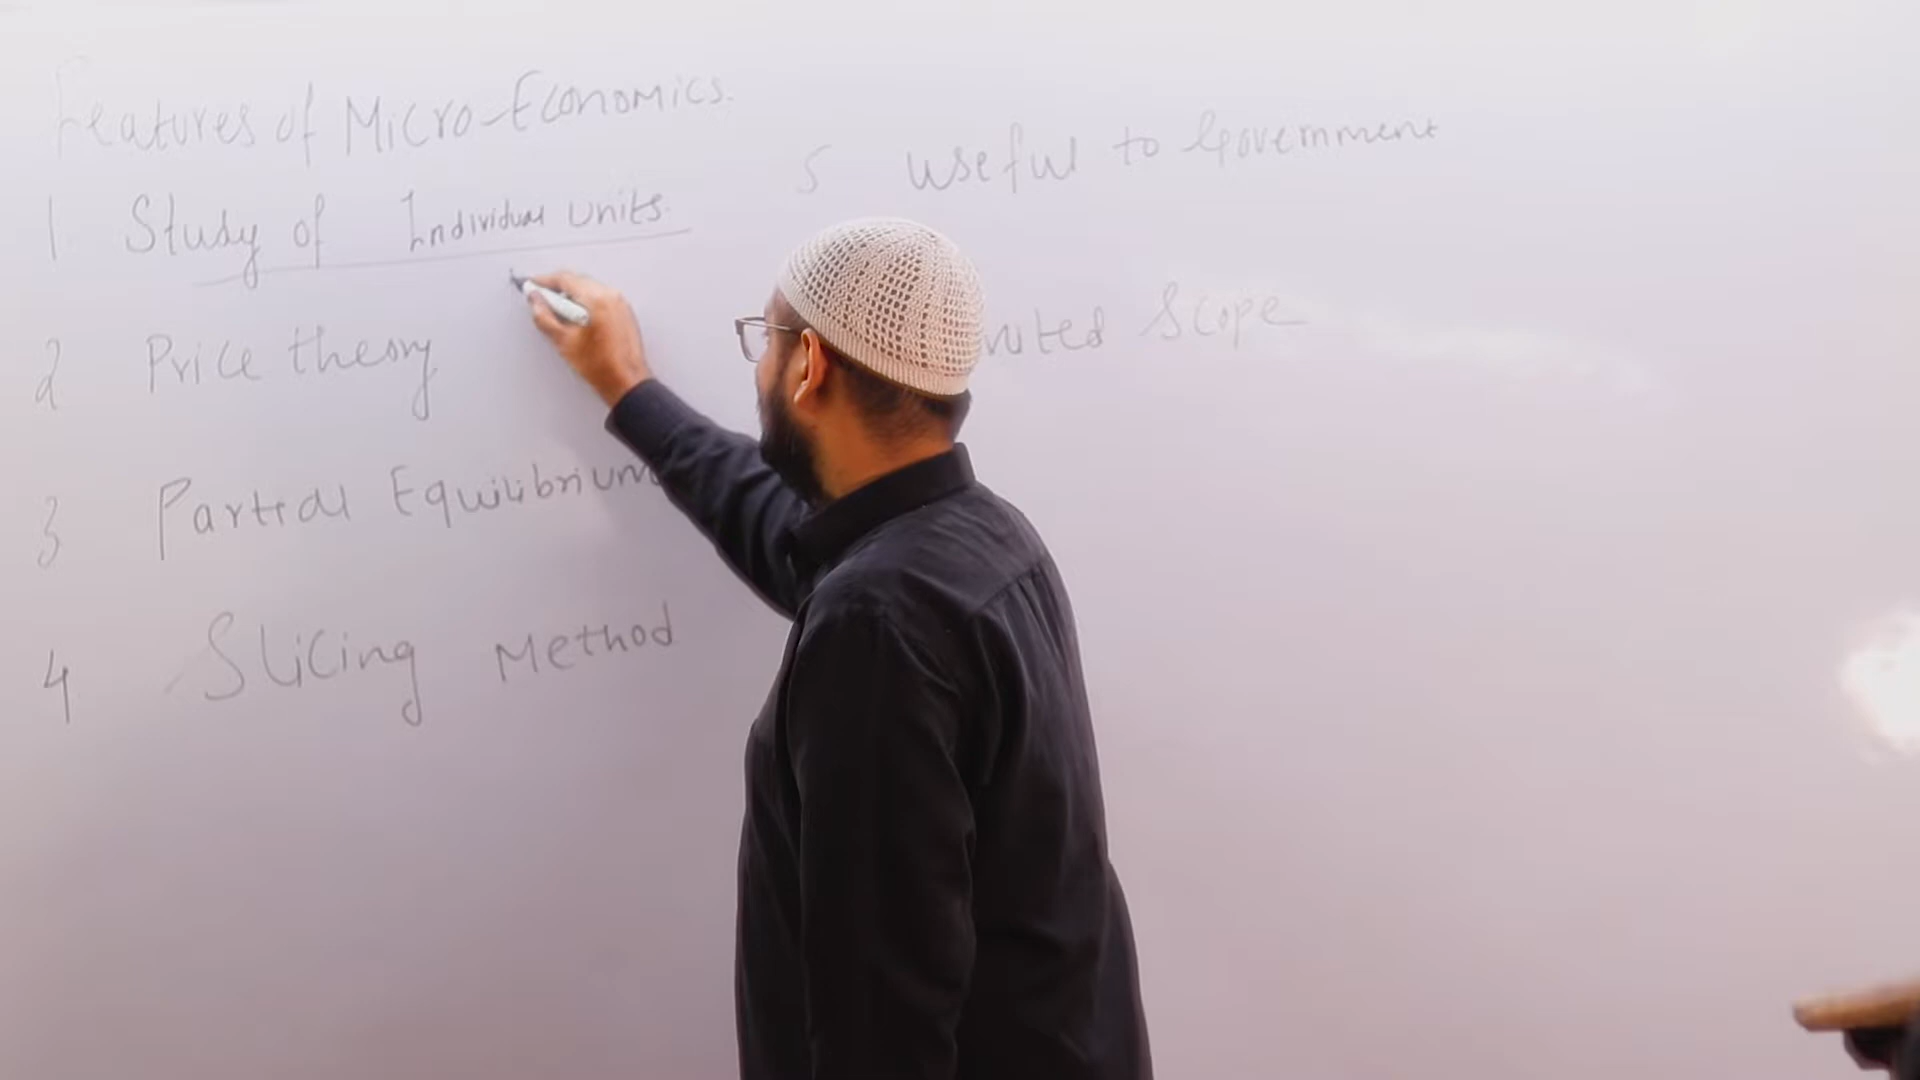 Features of Micro-Economics.
1. Study of Individual units.
2 Price theory
3 Partial Equilibrium
4 Slicing Method
5 Useful to Government
Scope